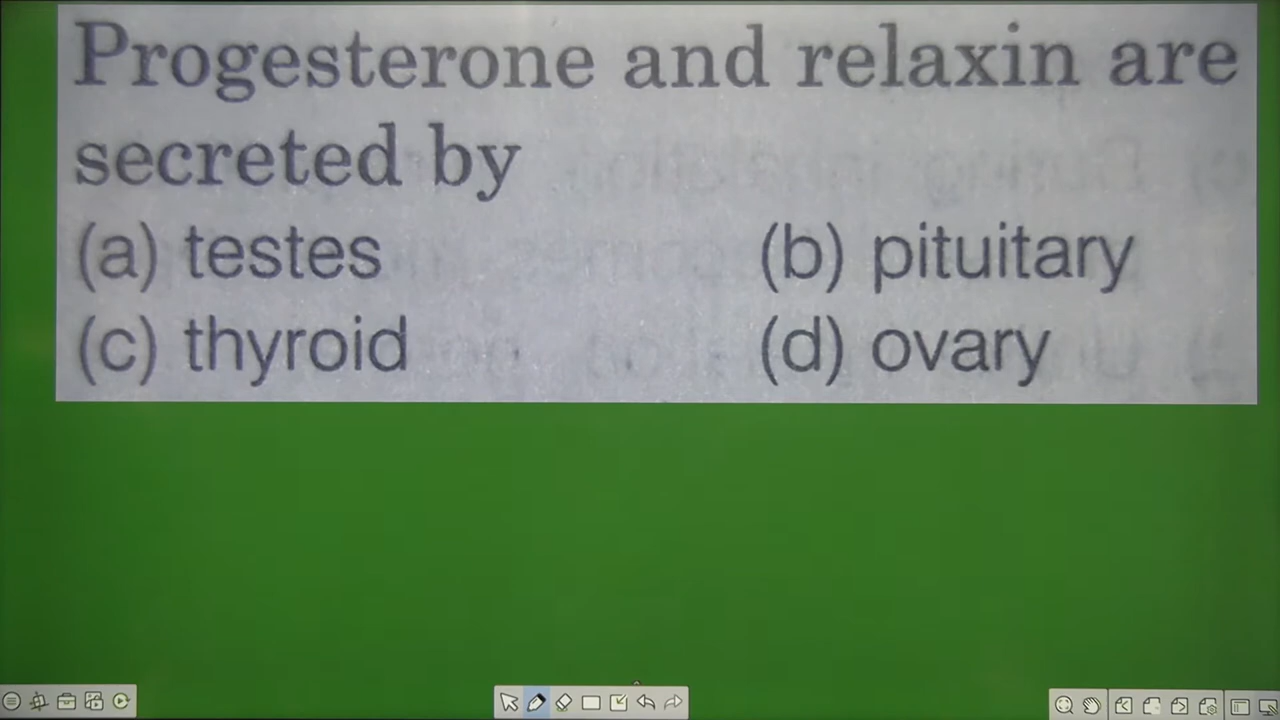 Progesterone and relaxin are
secreted by
(a) testes (b) pituitary
(c) thyroid (d) ovary